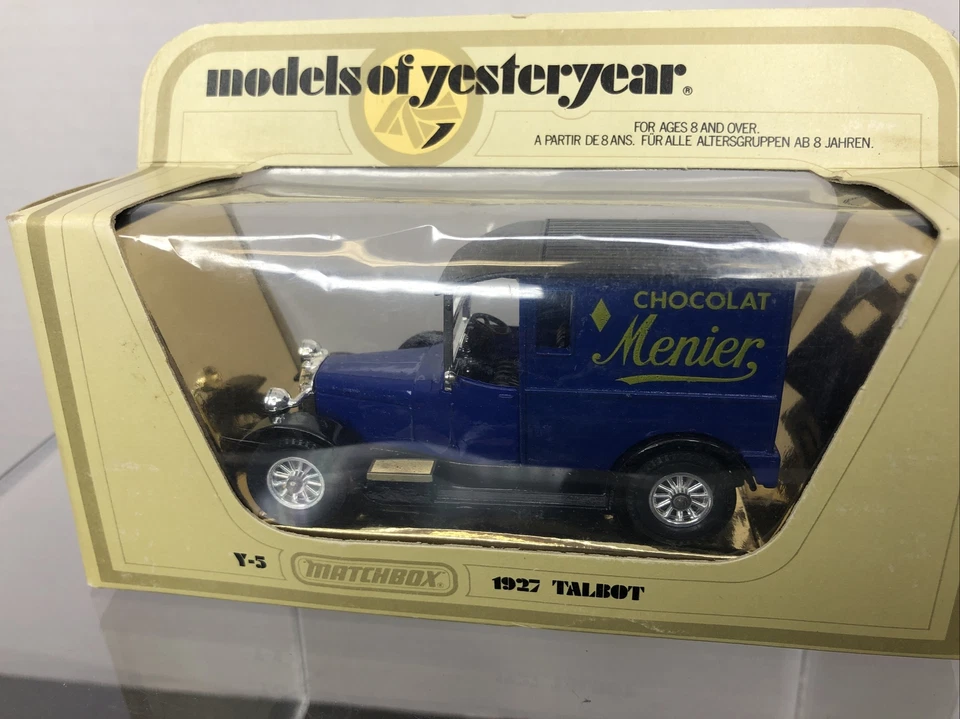 models of yesteryear®
FOR AGES 8 AND OVER.
A PARTIR DE 8 ANS. FÜR ALLE ALTERSGRUPPEN AB 8 JAHREN.
CHOCOLAT
Menier
Y-5 MATCHBOX® 1927 TALBOT